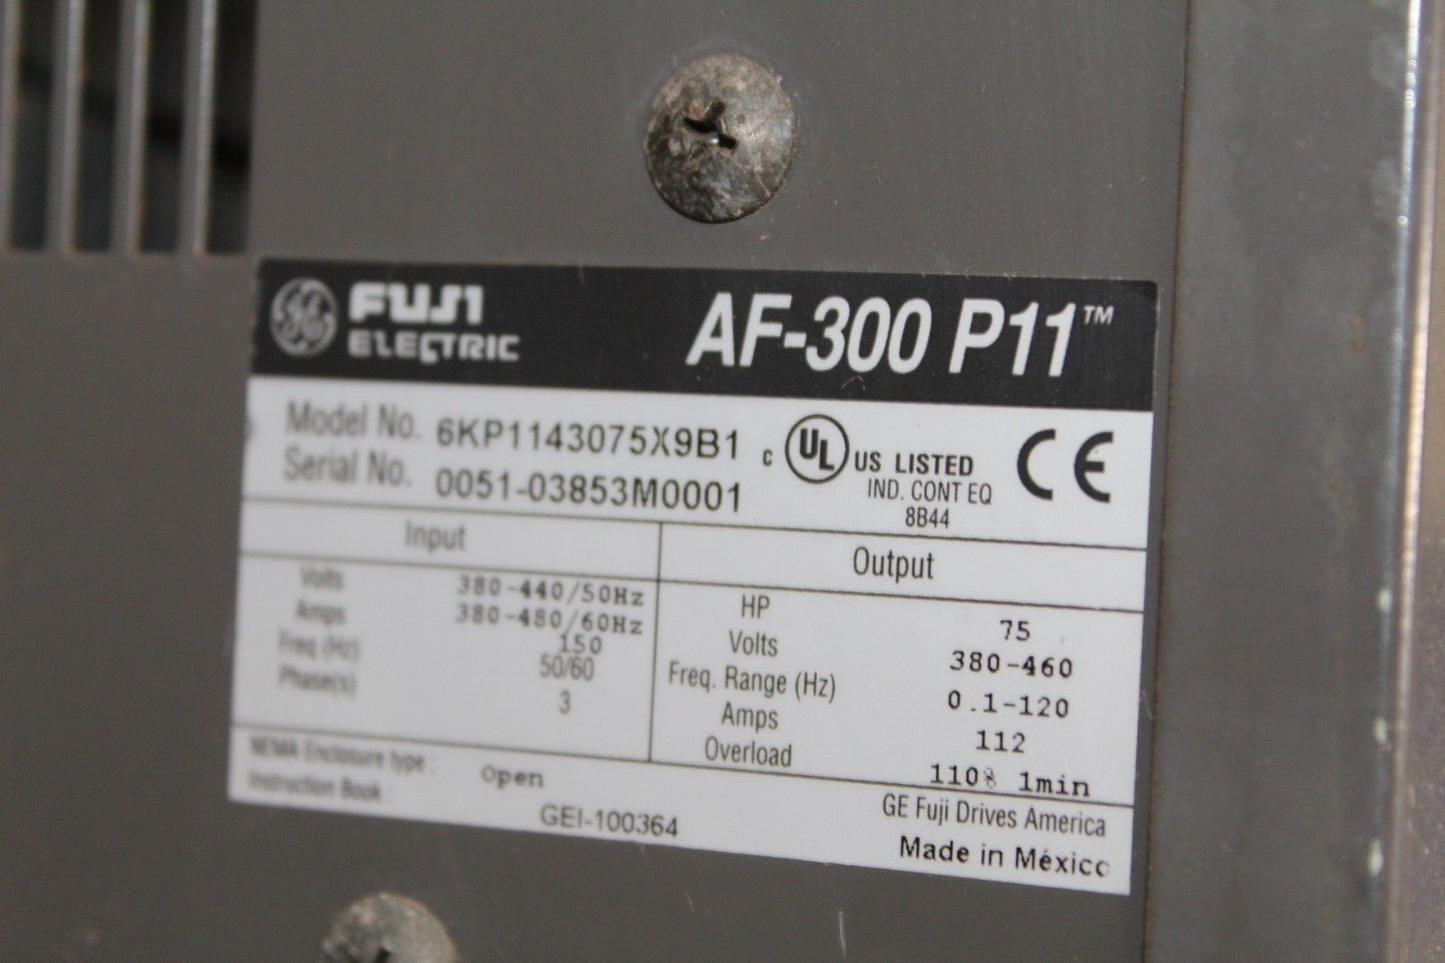 GE FUJI ELECTRIC AF-300 P11™
Model No. 6KP1143075X9B1
Serial No. 0051-03853M0001
c UL US LISTED
IND. CONT EQ
8B44
CE
Input
Volts 380-440/50Hz
380-480/60Hz
Amps 150
Freq (Hz) 50/60
Phase(s) 3
Output
HP 75
Volts 380-460
Freq. Range (Hz) 0.1-120
Amps 112
Overload 110% 1min
NEMA Enclosure type: Open
Instruction Book: GEI-100364
GE Fuji Drives America
Made in México